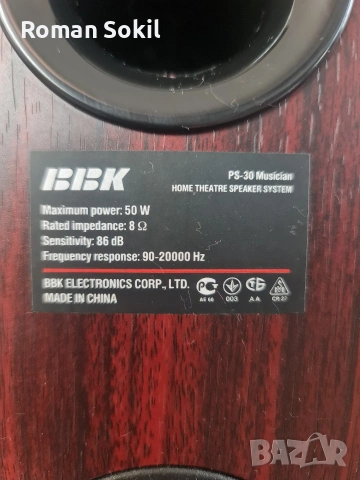 Roman Sokil
BBK
PS-30 Musician
HOME THEATRE SPEAKER SYSTEM
Maximum power: 50 W
Rated impedance: 8 Ω
Sensitivity: 86 dB
Frequency response: 90-20000 Hz
BBK ELECTRONICS CORP., LTD.
MADE IN CHINA
003
BAZAR